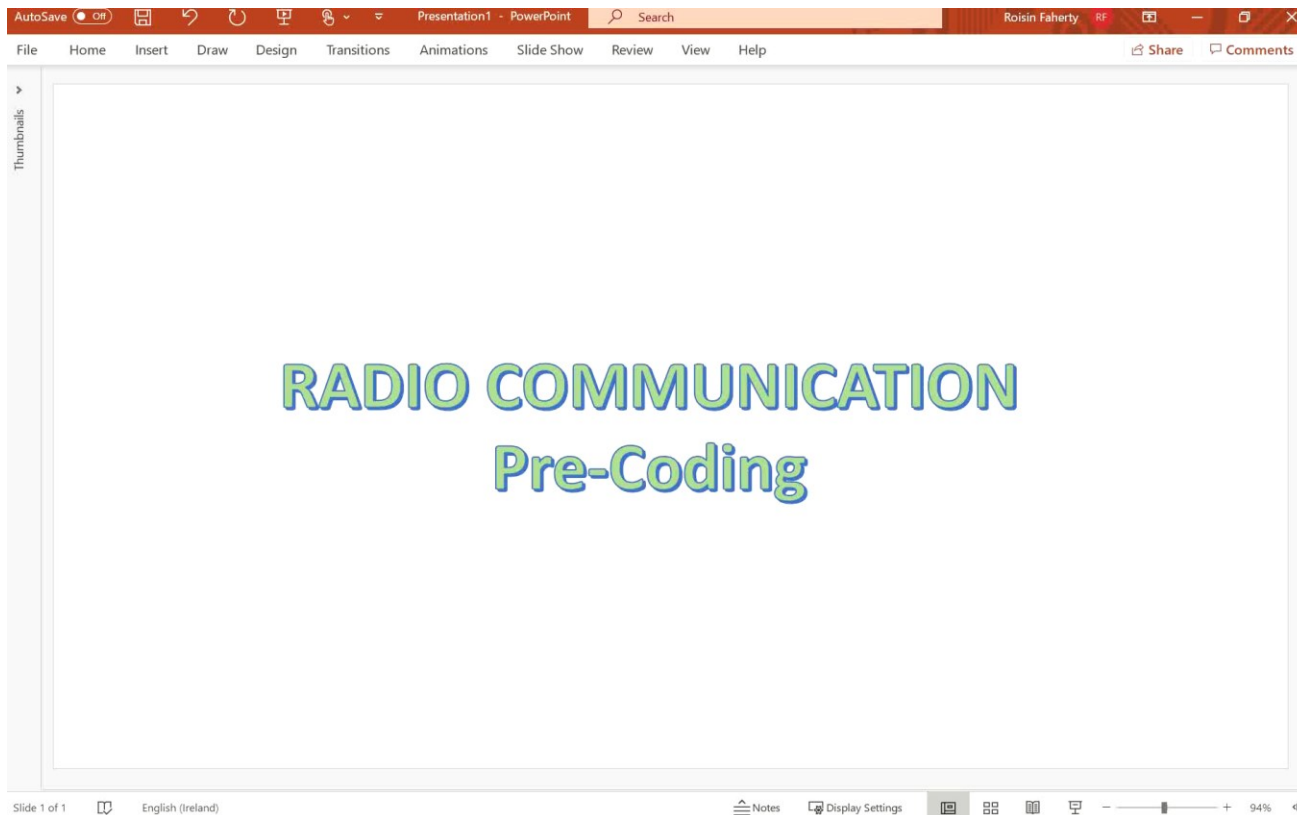 AutoSave Off Presentation1 - PowerPoint Search Roisin Faherty RF
File Home Insert Draw Design Transitions Animations Slide Show Review View Help Share Comments
Thumbnails
RADIO COMMUNICATION
Pre-Coding
Slide 1 of 1 English (Ireland) Notes Display Settings 94%